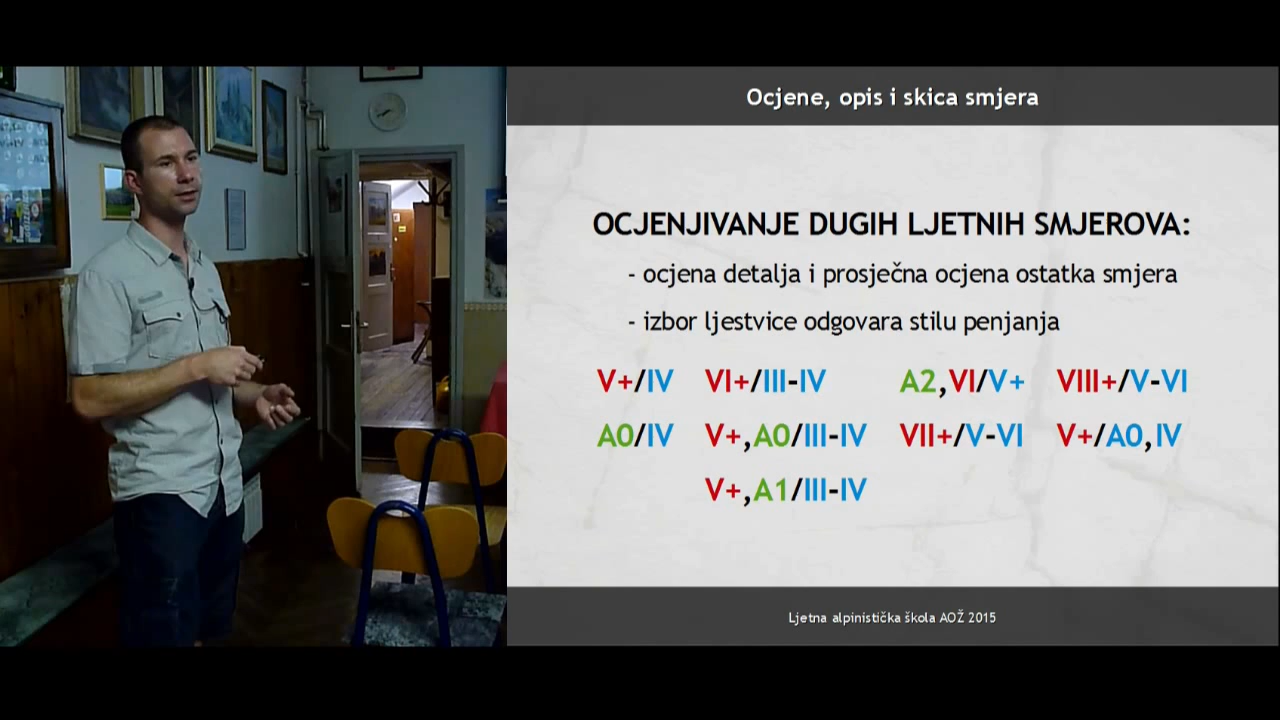 Ocjene, opis i skica smjera
OCJENJIVANJE DUGIH LJETNIH SMJEROVA:
- ocjena detalja i prosječna ocjena ostatka smjera
- izbor ljestvice odgovara stilu penjanja
V+/IV VI+/III-IV A2,VI/V+ VIII+/V-VI
A0/IV V+,A0/III-IV VII+/V-VI V+/A0,IV
V+,A1/III-IV
Ljetna alpinistička škola AOŽ 2015